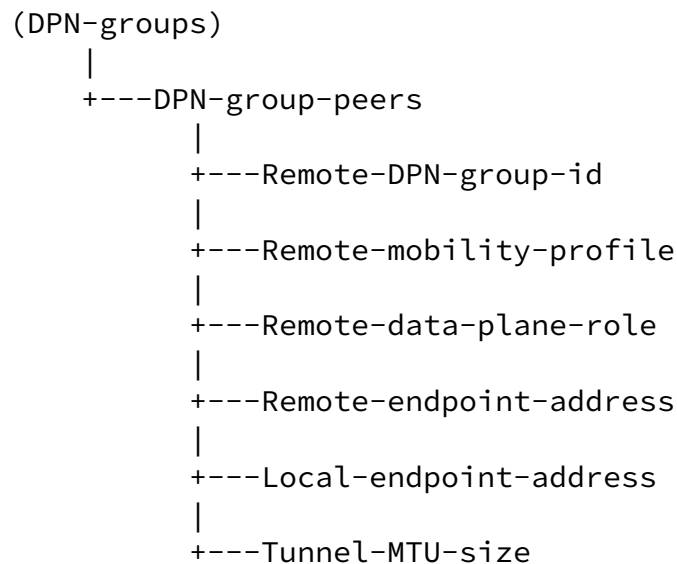 (DPN-groups)
    |
    +---DPN-group-peers
          |
          +---Remote-DPN-group-id
          |
          +---Remote-mobility-profile
          |
          +---Remote-data-plane-role
          |
          +---Remote-endpoint-address
          |
          +---Local-endpoint-address
          |
          +---Tunnel-MTU-size